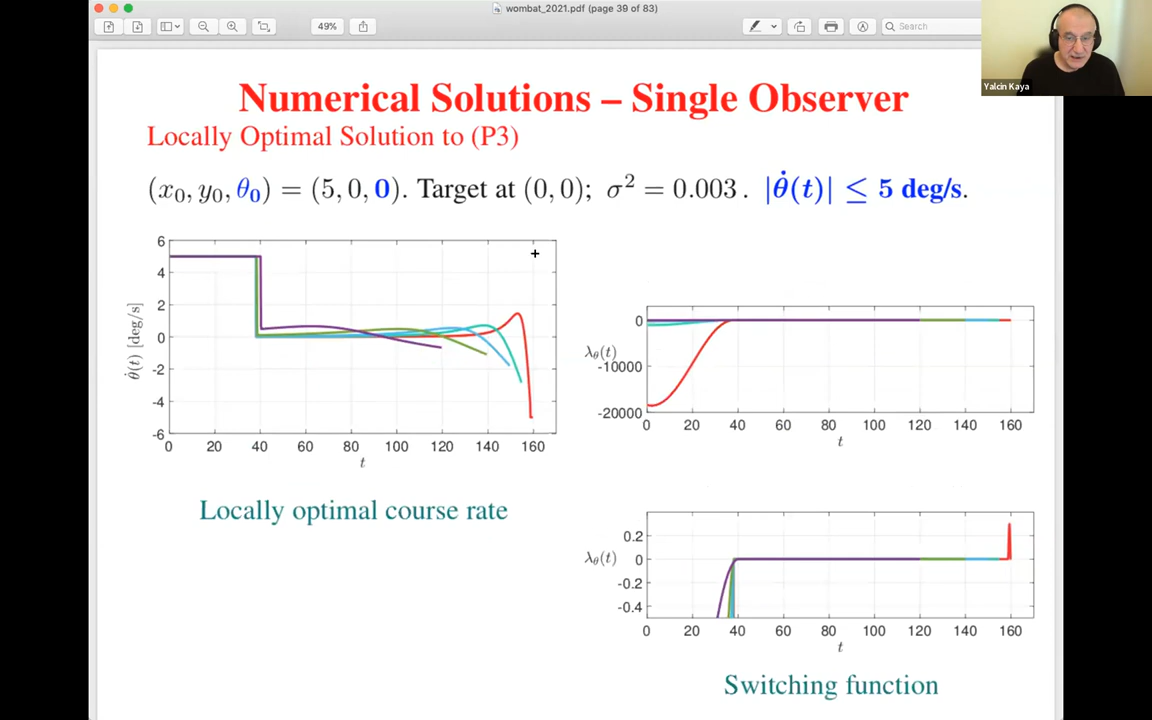 wombat_2021.pdf (page 39 of 83)
49%
Search
Yalcin Kaya
Numerical Solutions – Single Observer
Locally Optimal Solution to (P3)
(x₀, y₀, θ₀) = (5, 0, 0). Target at (0, 0); σ² = 0.003. |θ̇(t)| ≤ 5 deg/s.
6
4
2
0
-2
-4
-6
θ̇(t) [deg/s]
0 20 40 60 80 100 120 140 160
t
Locally optimal course rate
0
-10000
-20000
λθ(t)
0 20 40 60 80 100 120 140 160
t
0.2
0
-0.2
-0.4
λθ(t)
0 20 40 60 80 100 120 140 160
t
Switching function